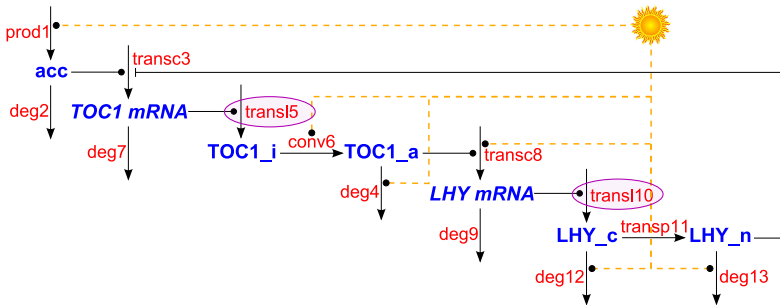 prod1
transc3
acc
deg2
TOC1 mRNA
transl5
deg7
conv6
TOC1_i
TOC1_a
transc8
deg4
LHY mRNA
transl10
deg9
transp11
LHY_c
LHY_n
deg12
deg13